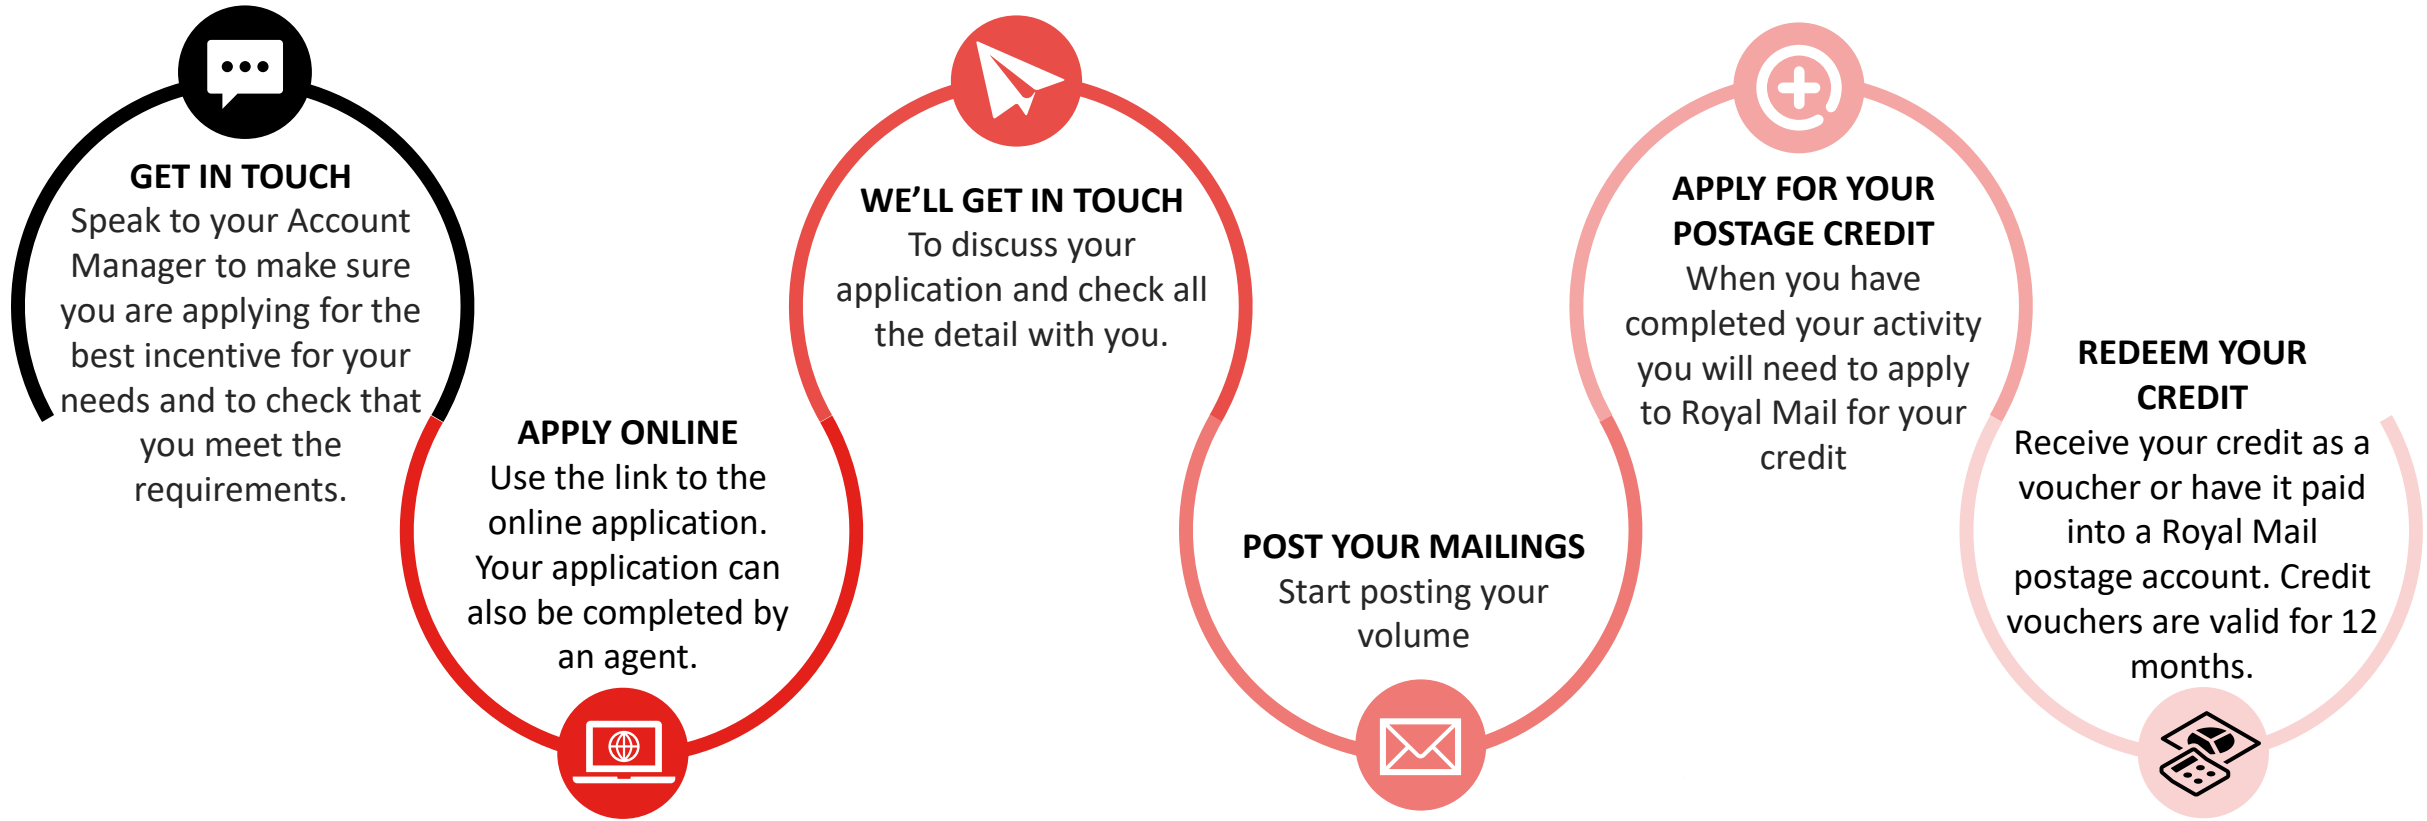 GET IN TOUCH
Speak to your Account
Manager to make sure
you are applying for the
best incentive for your
needs and to check that
you meet the
requirements.
APPLY ONLINE
Use the link to the
online application.
Your application can
also be completed by
an agent.
WE’LL GET IN TOUCH
To discuss your
application and check all
the detail with you.
POST YOUR MAILINGS
Start posting your
volume
APPLY FOR YOUR
POSTAGE CREDIT
When you have
completed your activity
you will need to apply
to Royal Mail for your
credit
REDEEM YOUR
CREDIT
Receive your credit as a
voucher or have it paid
into a Royal Mail
postage account. Credit
vouchers are valid for 12
months.